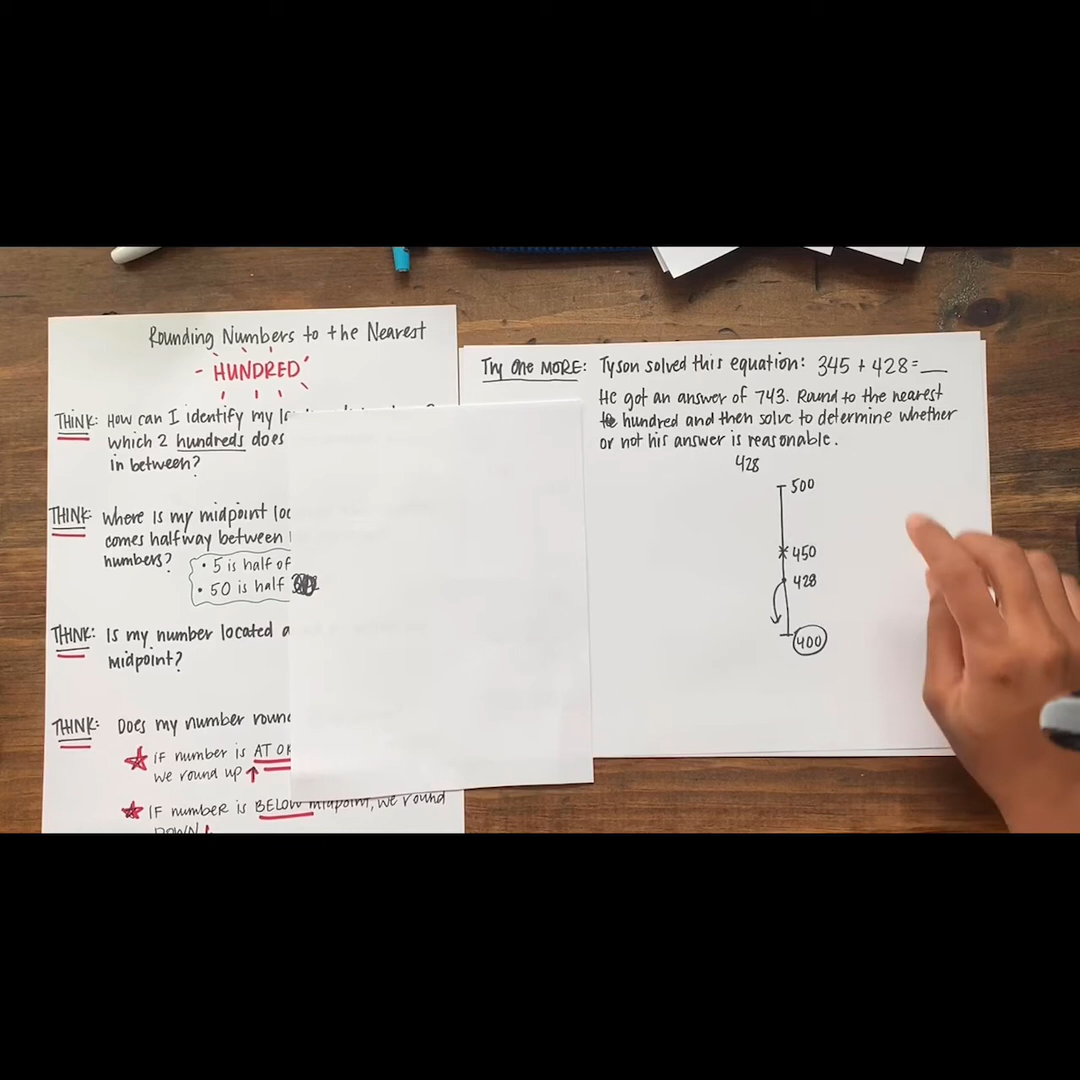 Rounding Numbers to the Nearest
- HUNDRED
THINK: How can I identify my
which 2 hundreds does
in between?
THINK: Where is my midpoint
comes halfway between
numbers?
• 5 is half of
• 50 is half
THINK: Is my number located
midpoint?
THINK: Does my number
IF number is AT
we round up ↑
IF number is BELOW midpoint, we round
DOWN
Try One MORE: Tyson solved this equation: 345 + 428 = __
He got an answer of 743. Round to the nearest
hundred and then solve to determine whether
or not his answer is reasonable.
428
500
450
428
400